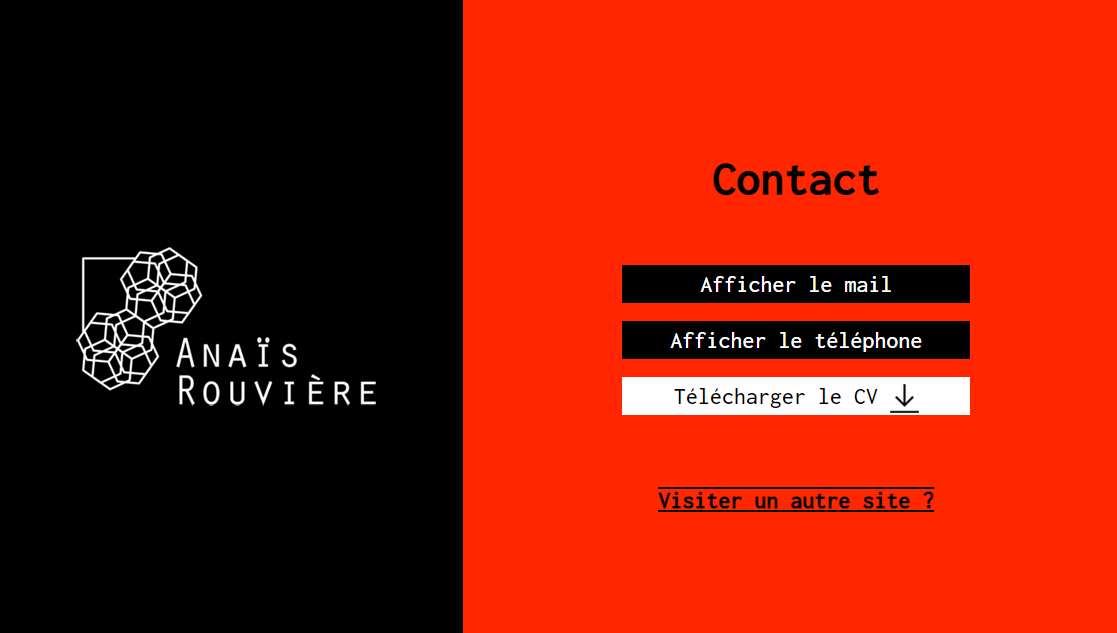 Anaïs
Rouvière
Contact
Afficher le mail
Afficher le téléphone
Télécharger le CV
Visiter un autre site ?